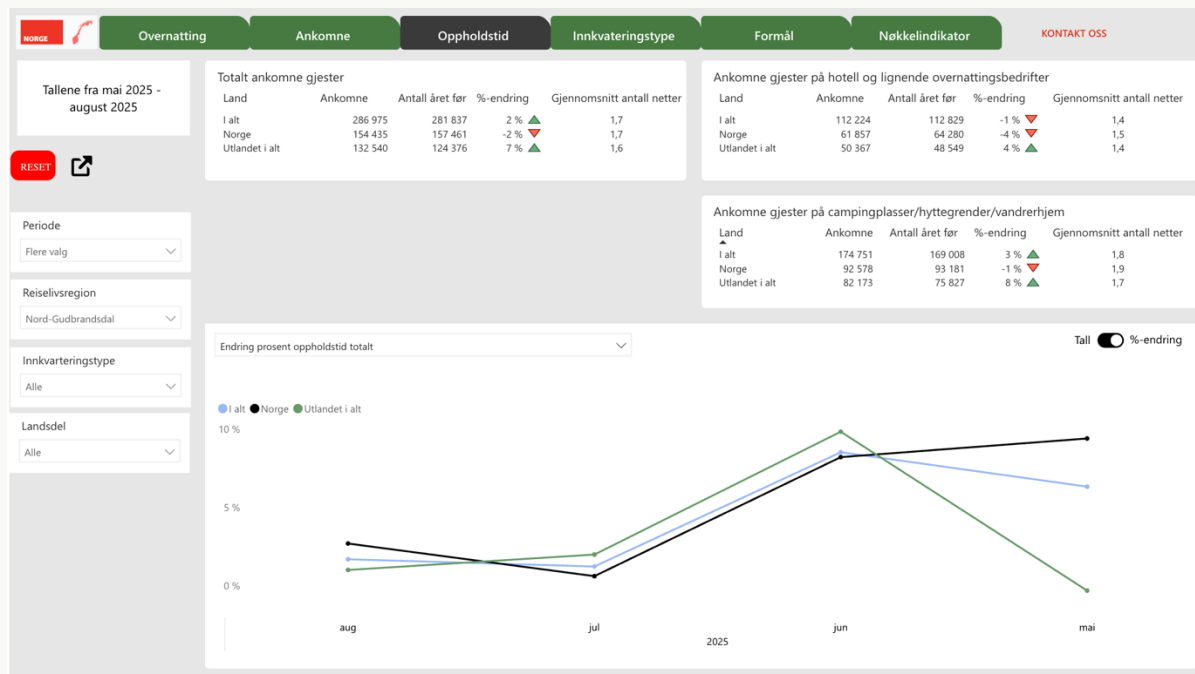 NORGE
Overnatting
Ankomne
Oppholdstid
Innkvateringstype
Formål
Nøkkelindikator
KONTAKT OSS
Tallene fra mai 2025 -
august 2025
RESET
Periode
Flere valg
Reiselivsregion
Nord-Gudbrandsdal
Innkvarteringstype
Alle
Landsdel
Alle
Totalt ankomne gjester
Land Ankomne Antall året før %-endring Gjennomsnitt antall netter
I alt 286 975 281 837 2 % 1,7
Norge 154 435 157 461 -2 % 1,7
Utlandet i alt 132 540 124 376 7 % 1,6
Ankomne gjester på hotell og lignende overnattingsbedrifter
Land Ankomne Antall året før %-endring Gjennomsnitt antall netter
I alt 112 224 112 829 -1 % 1,4
Norge 61 857 64 280 -4 % 1,5
Utlandet i alt 50 367 48 549 4 % 1,4
Ankomne gjester på campingplasser/hyttegrender/vandrerhjem
Land Ankomne Antall året før %-endring Gjennomsnitt antall netter
I alt 174 751 169 008 3 % 1,8
Norge 92 578 93 181 -1 % 1,9
Utlandet i alt 82 173 75 827 8 % 1,7
Endring prosent oppholdstid totalt
Tall %-endring
I alt Norge Utlandet i alt
10 %
5 %
0 %
aug jul jun mai
2025